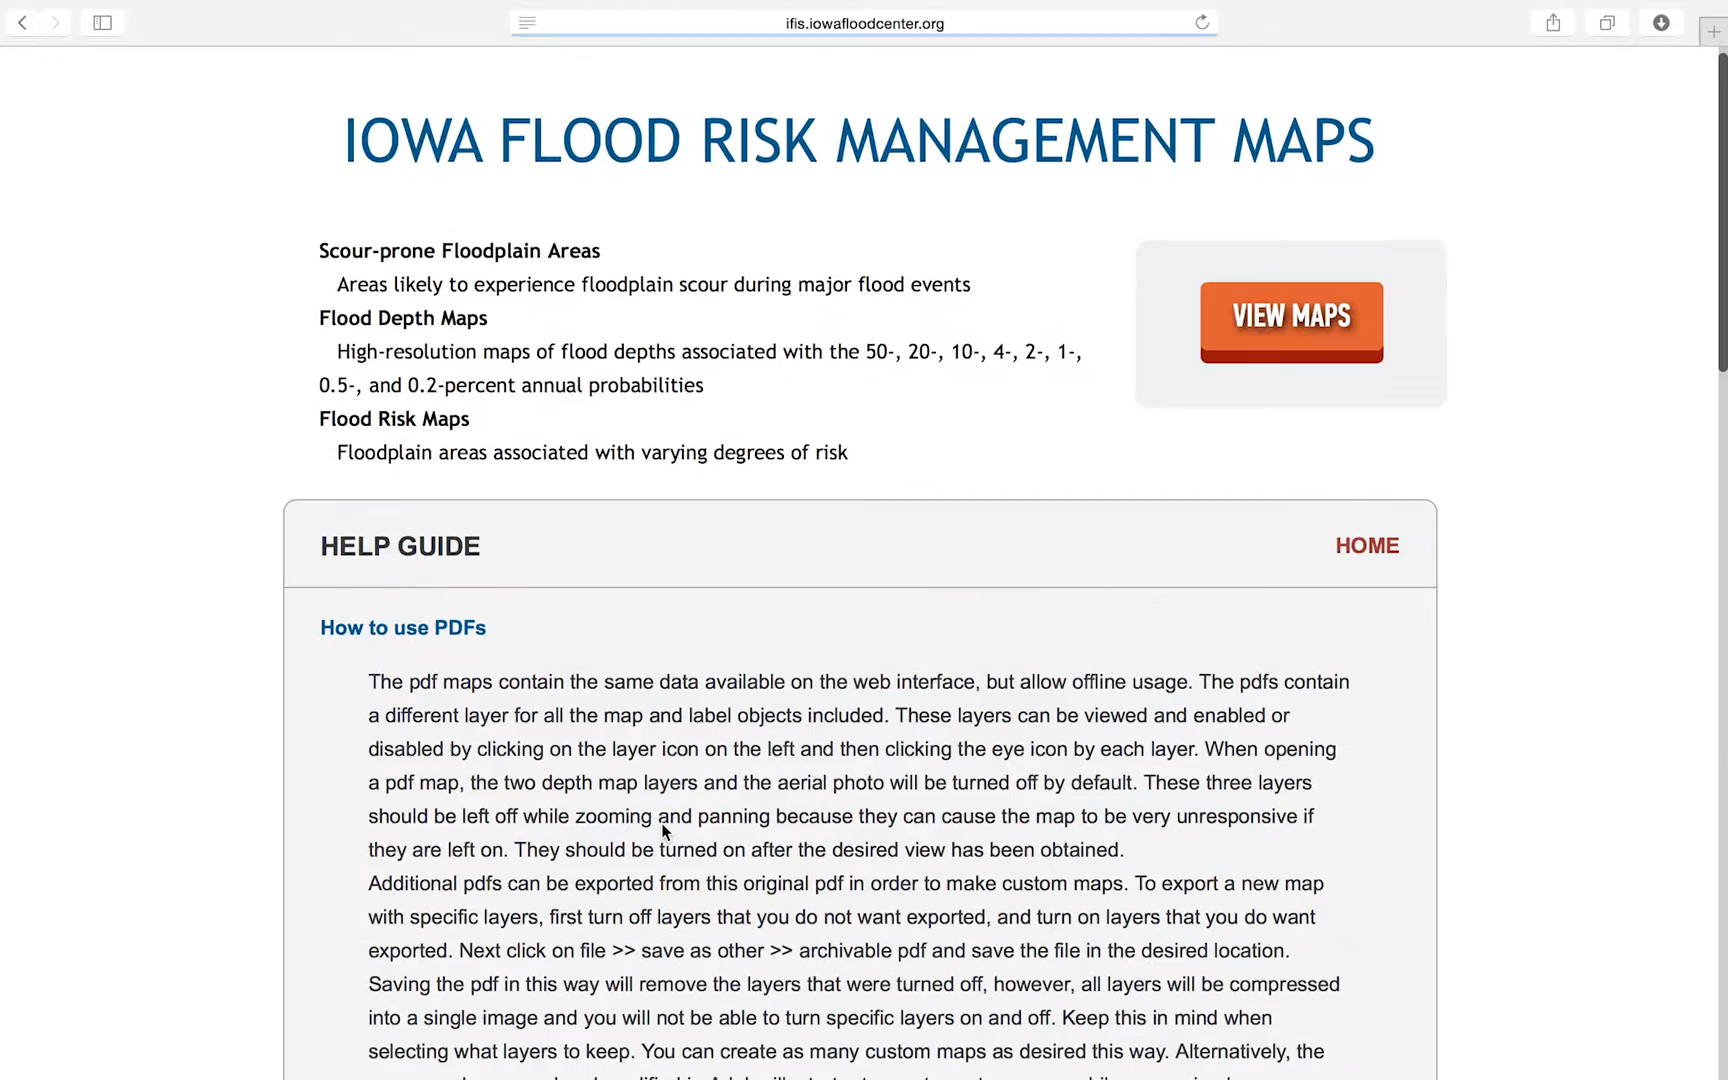 ifis.iowafloodcenter.org
IOWA FLOOD RISK MANAGEMENT MAPS
Scour-prone Floodplain Areas
Areas likely to experience floodplain scour during major flood events
Flood Depth Maps
High-resolution maps of flood depths associated with the 50-, 20-, 10-, 4-, 2-, 1-,
0.5-, and 0.2-percent annual probabilities
Flood Risk Maps
Floodplain areas associated with varying degrees of risk
VIEW MAPS
HELP GUIDE
HOME
How to use PDFs
The pdf maps contain the same data available on the web interface, but allow offline usage. The pdfs contain
a different layer for all the map and label objects included. These layers can be viewed and enabled or
disabled by clicking on the layer icon on the left and then clicking the eye icon by each layer. When opening
a pdf map, the two depth map layers and the aerial photo will be turned off by default. These three layers
should be left off while zooming and panning because they can cause the map to be very unresponsive if
they are left on. They should be turned on after the desired view has been obtained.
Additional pdfs can be exported from this original pdf in order to make custom maps. To export a new map
with specific layers, first turn off layers that you do not want exported, and turn on layers that you do want
exported. Next click on file >> save as other >> archivable pdf and save the file in the desired location.
Saving the pdf in this way will remove the layers that were turned off, however, all layers will be compressed
into a single image and you will not be able to turn specific layers on and off. Keep this in mind when
selecting what layers to keep. You can create as many custom maps as desired this way. Alternatively, the